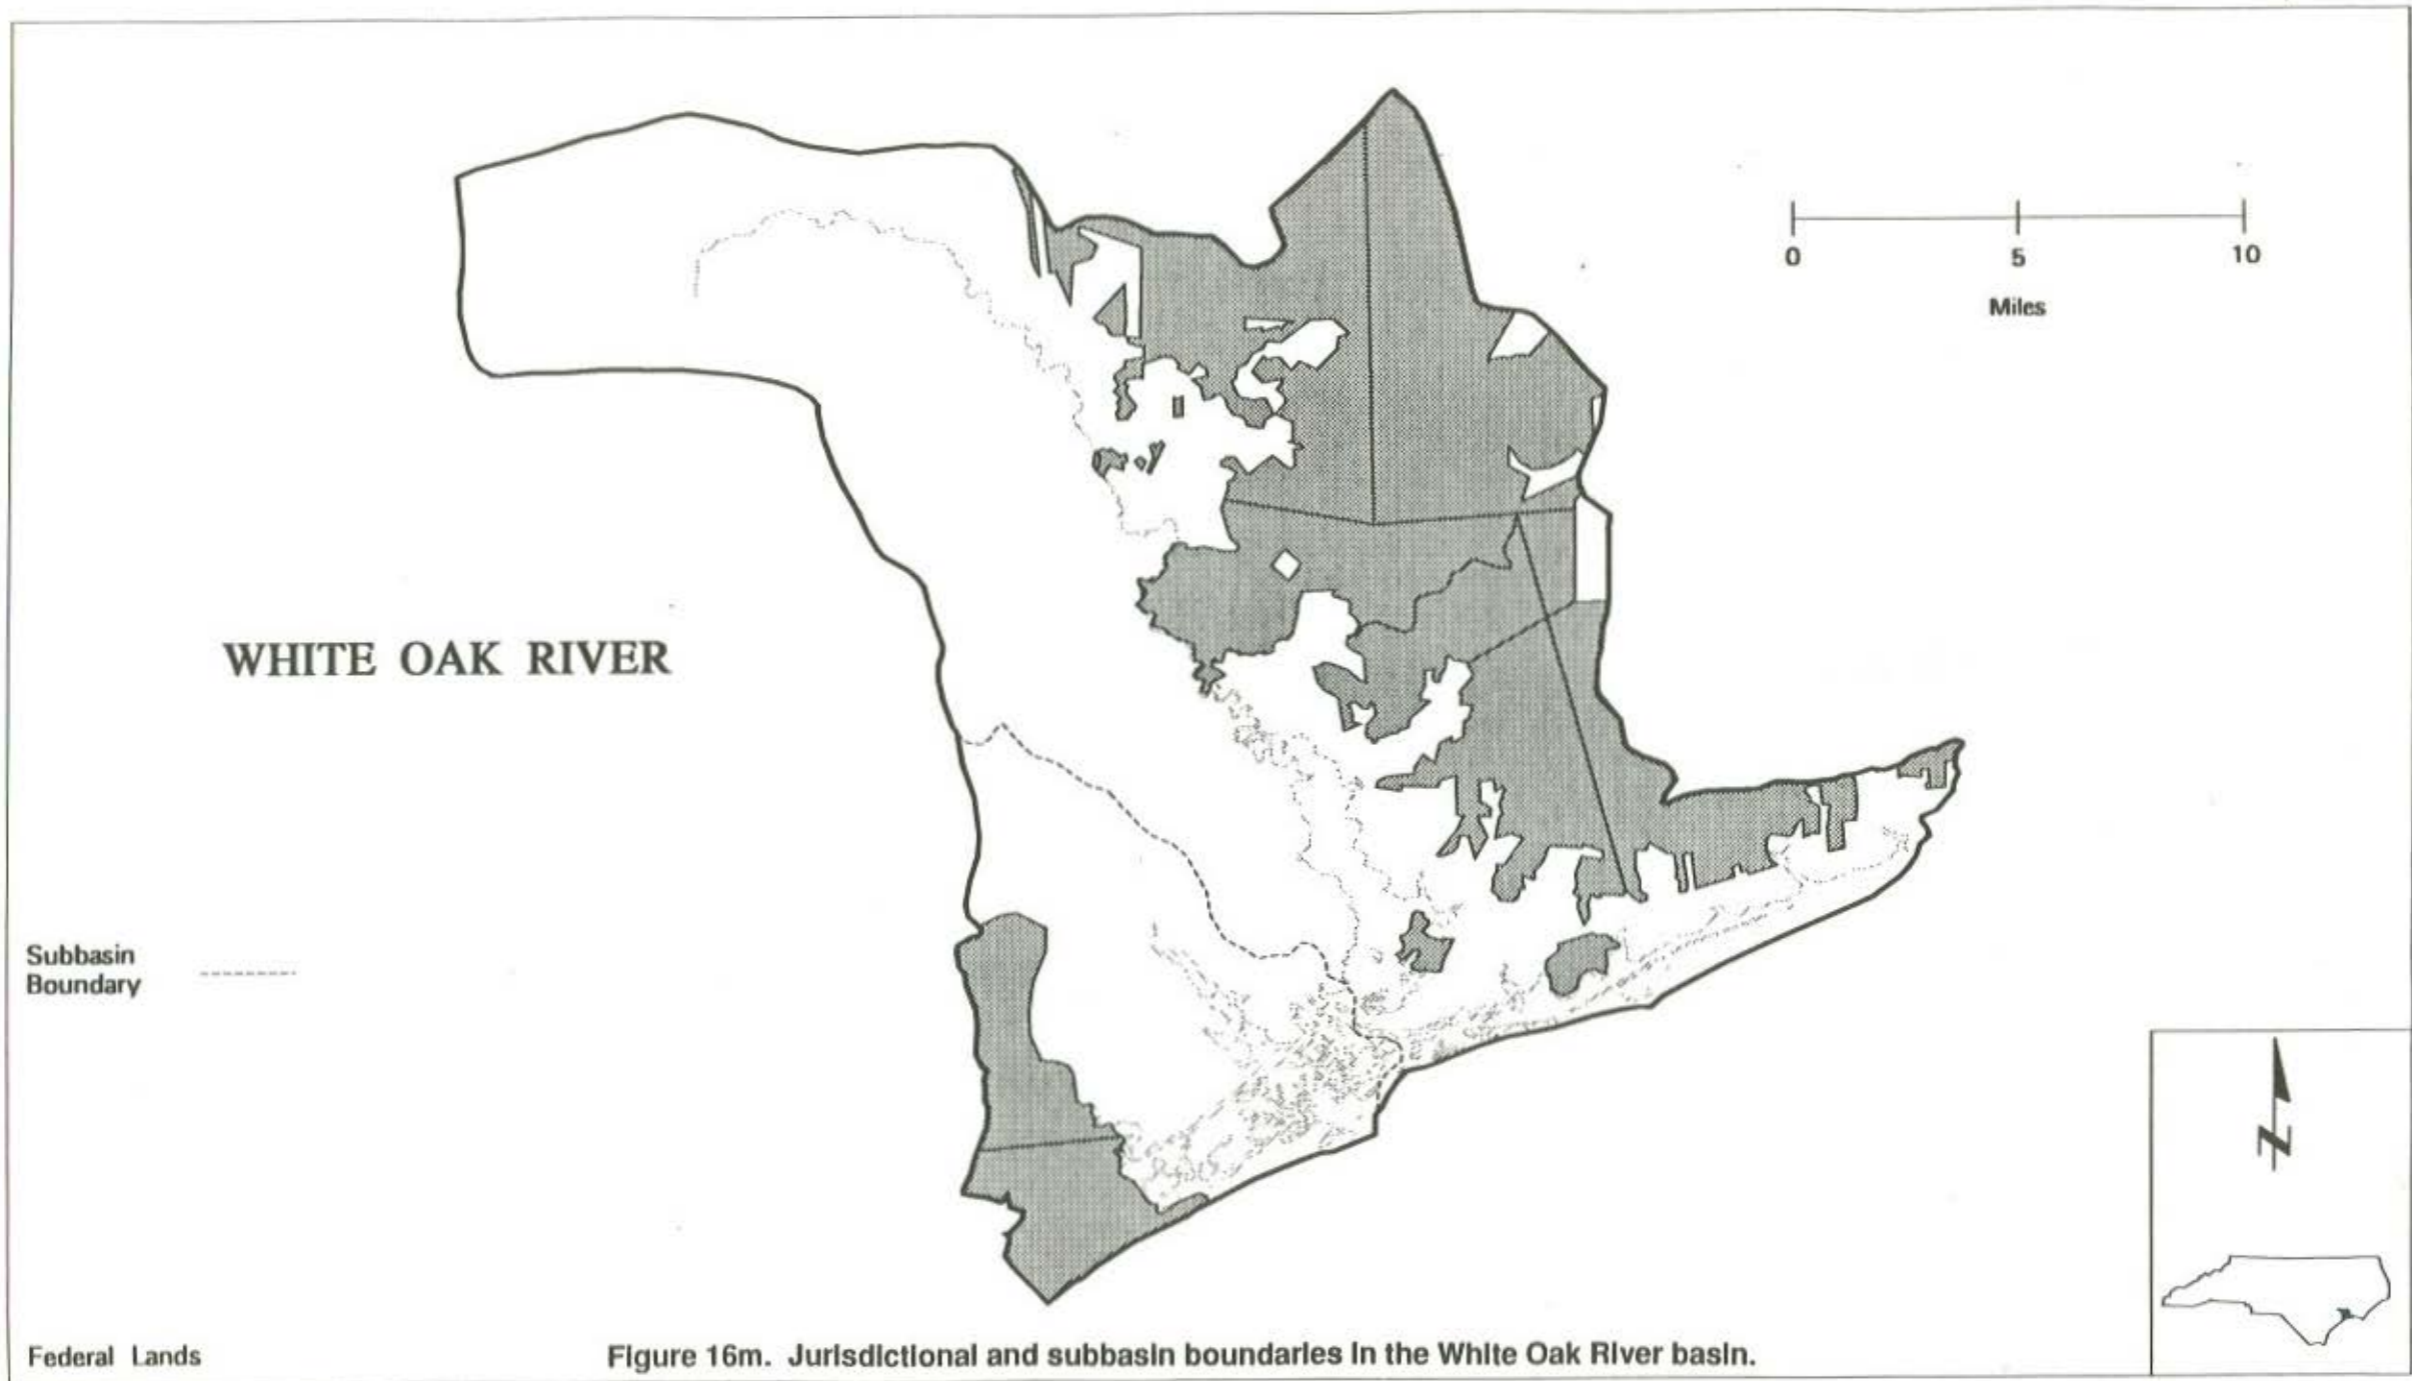 0 5 10
Miles
WHITE OAK RIVER
Subbasin
Boundary
N
Federal Lands
Figure 16m. Jurisdictional and subbasin boundaries in the White Oak River basin.